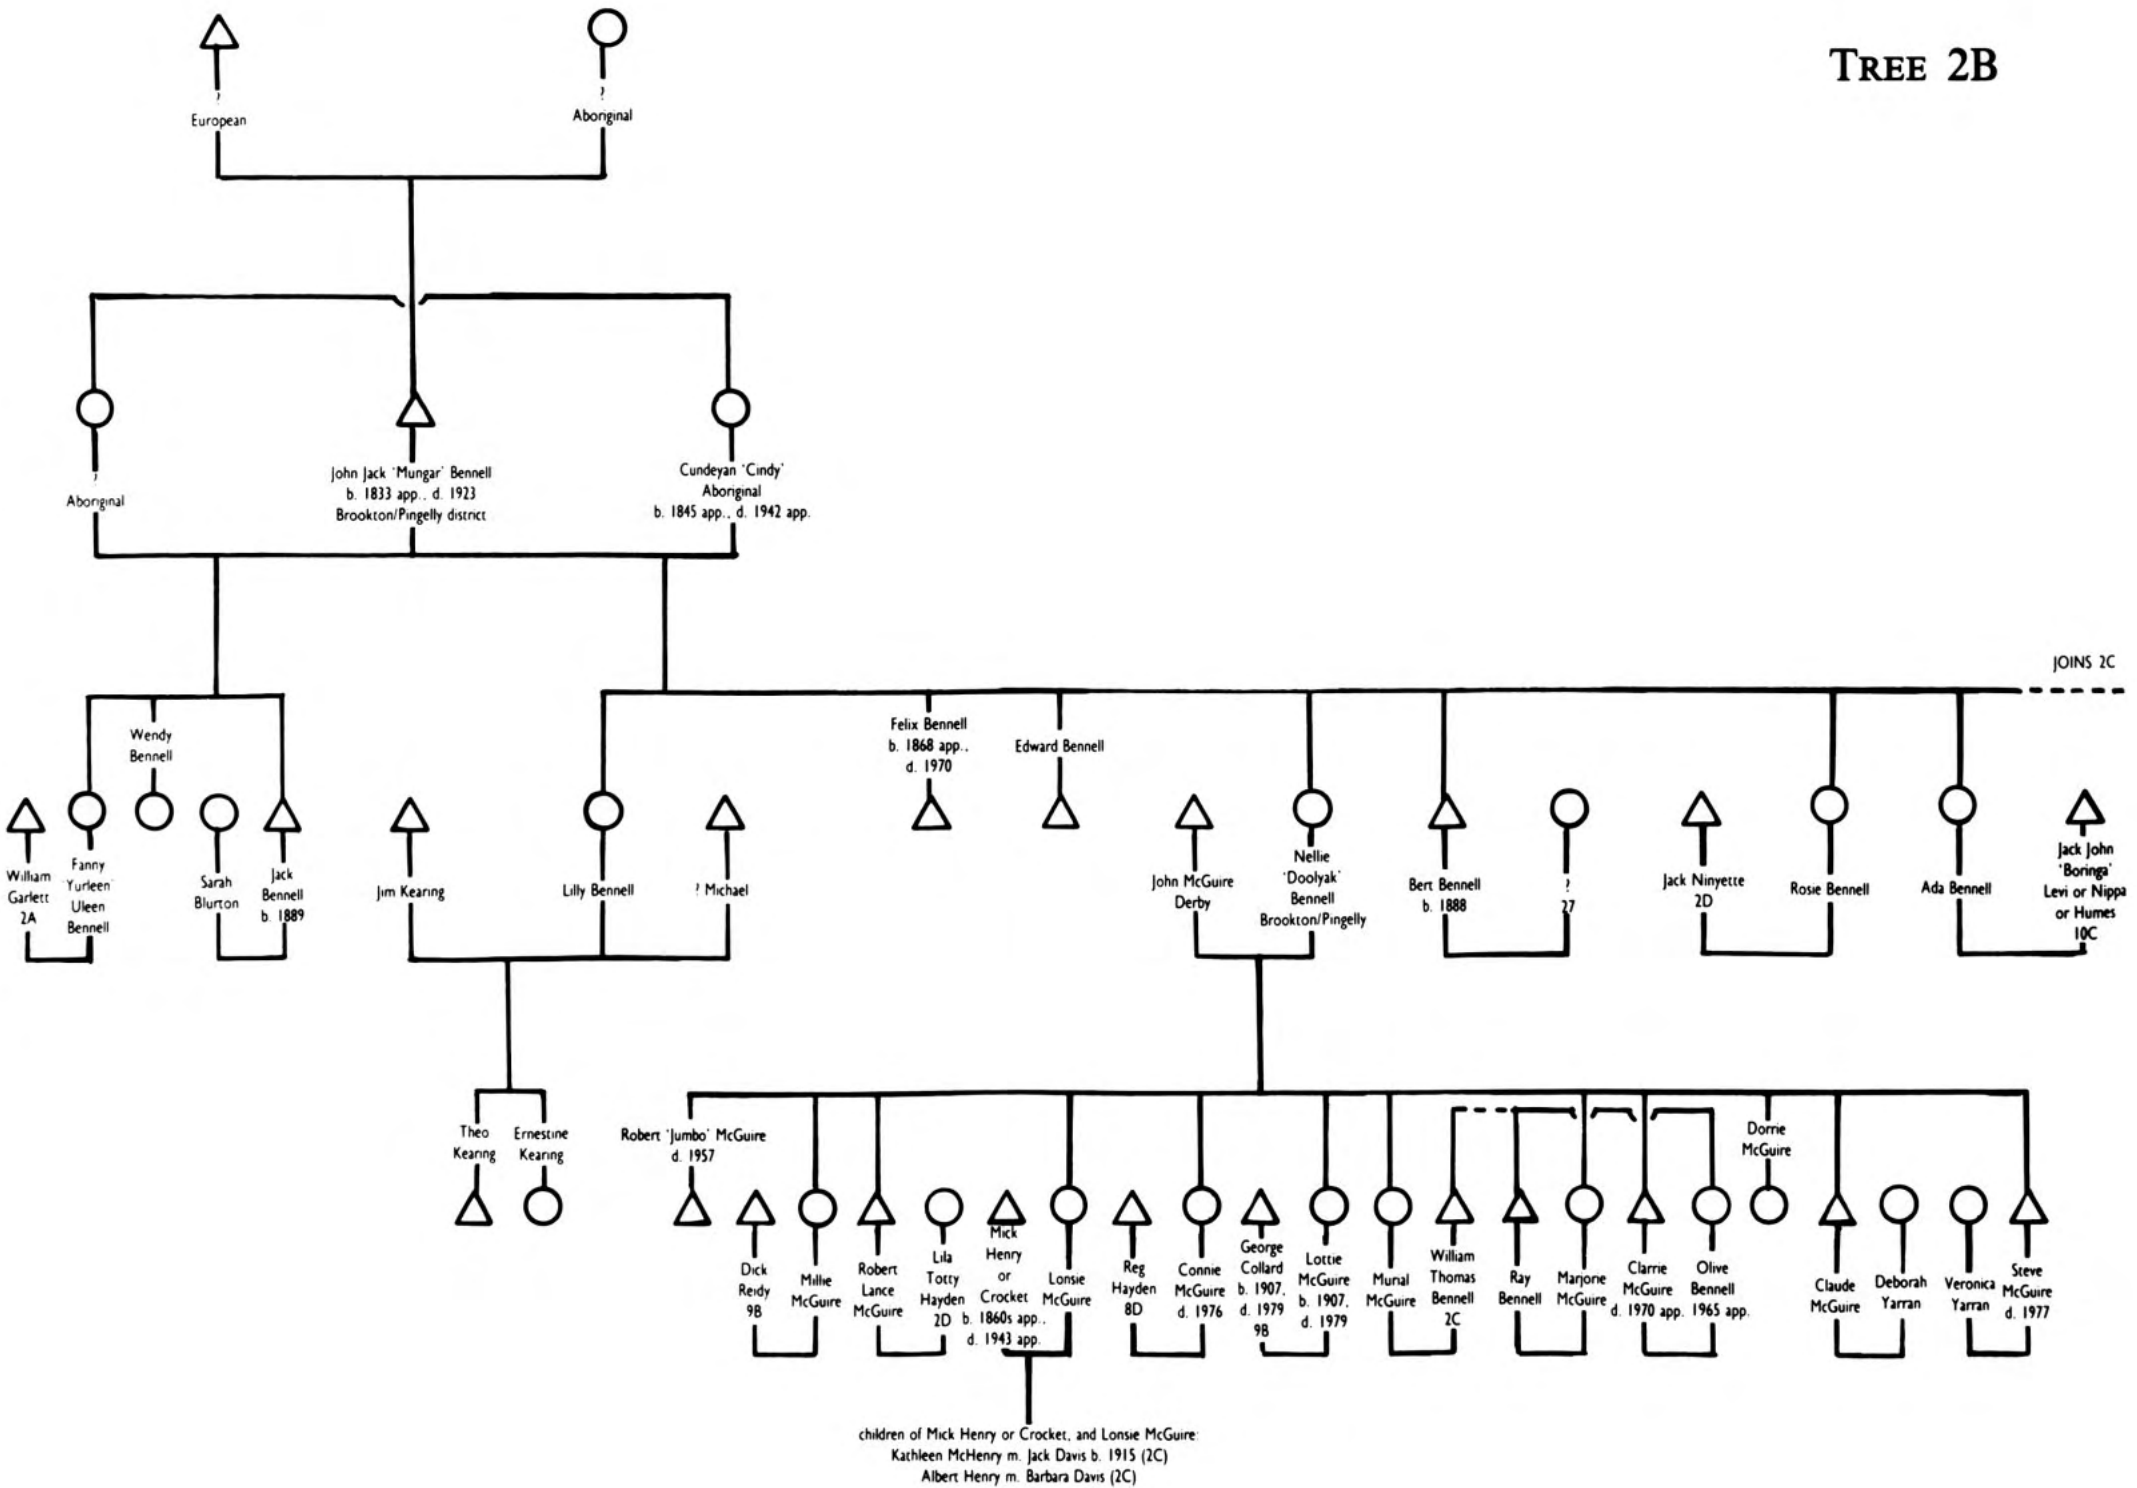 TREE 2B
?
European
?
Aboriginal
?
Aboriginal
John Jack 'Mungar' Bennell
b. 1833 app., d. 1923
Brookton/Pingelly district
Cundeyan 'Cindy'
Aboriginal
b. 1845 app., d. 1942 app.
JOINS 2C
William
Garlett
2A
Fanny
'Yurleen'
Uleen
Bennell
Wendy
Bennell
Sarah
Blurton
Jack
Bennell
b. 1889
Jim Kearing
Lilly Bennell
? Michael
Felix Bennell
b. 1868 app.,
d. 1970
Edward Bennell
John McGuire
Derby
Nellie
'Doolyak'
Bennell
Brookton/Pingelly
Bert Bennell
b. 1888
?
27
Jack Ninyette
2D
Rosie Bennell
Ada Bennell
Jack John
'Boringa'
Levi or Nippa
or Humes
10C
Theo
Kearing
Ernestine
Kearing
Robert 'Jumbo' McGuire
d. 1957
Dick
Reidy
9B
Millie
McGuire
Robert
Lance
McGuire
Lila
Totty
Hayden
2D
Mick
Henry
or
Crocket
b. 1860s app.,
d. 1943 app.
Lonsie
McGuire
Reg
Hayden
8D
Connie
McGuire
d. 1976
George
Collard
b. 1907,
d. 1979
9B
Lottie
McGuire
b. 1907,
d. 1979
Murial
McGuire
William
Thomas
Bennell
2C
Ray
Bennell
Marjorie
McGuire
Clarrie
McGuire
d. 1970 app.
Olive
Bennell
1965 app.
Dorrie
McGuire
Claude
McGuire
Deborah
Yarran
Veronica
Yarran
Steve
McGuire
d. 1977
children of Mick Henry or Crocket, and Lonsie McGuire:
Kathleen McHenry m. Jack Davis b. 1915 (2C)
Albert Henry m. Barbara Davis (2C)